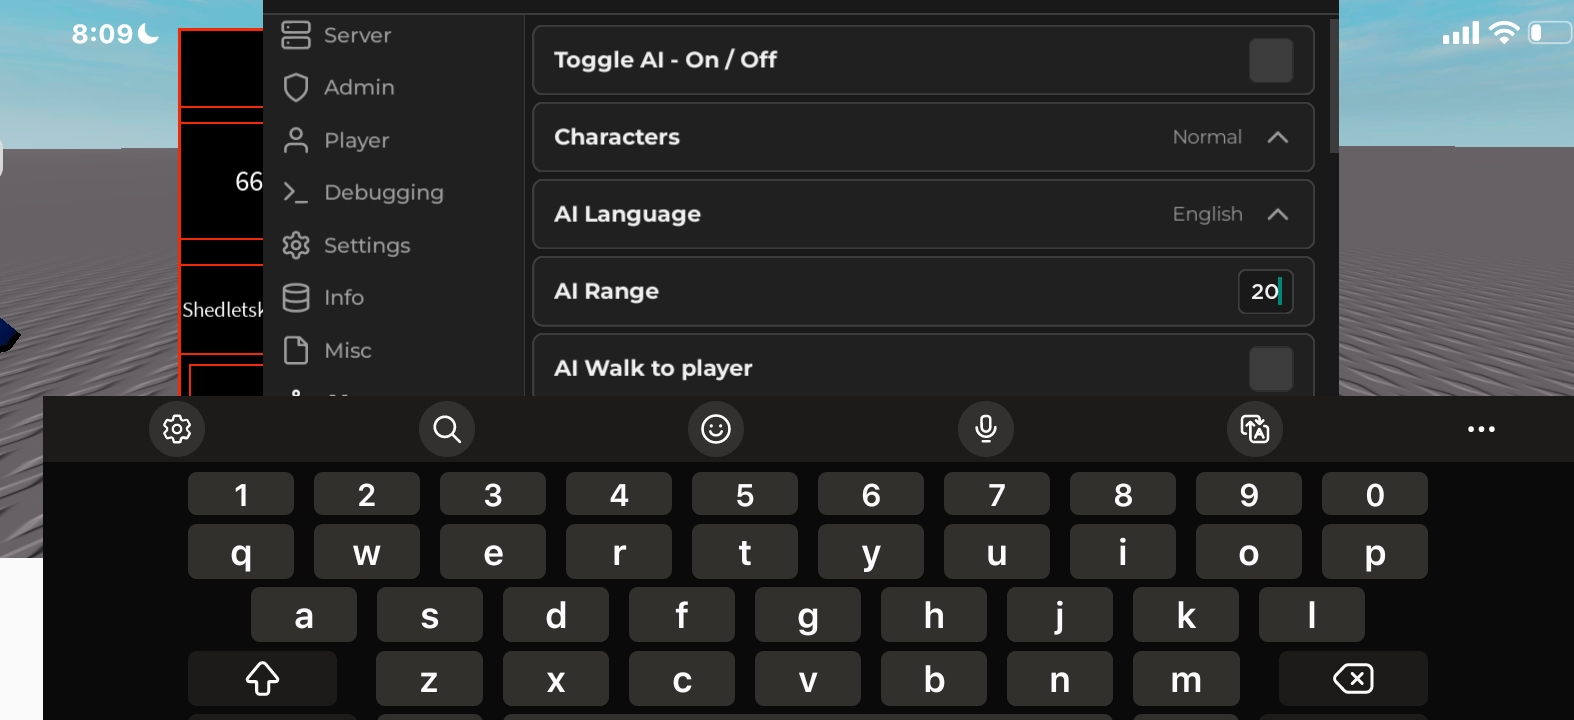 8:09
66
Shedletsk
Server
Admin
Player
Debugging
Settings
Info
Misc
Toggle AI - On / Off
Characters Normal
AI Language English
AI Range 20
AI Walk to player
1 2 3 4 5 6 7 8 9 0
q w e r t y u i o p
a s d f g h j k l
z x c v b n m